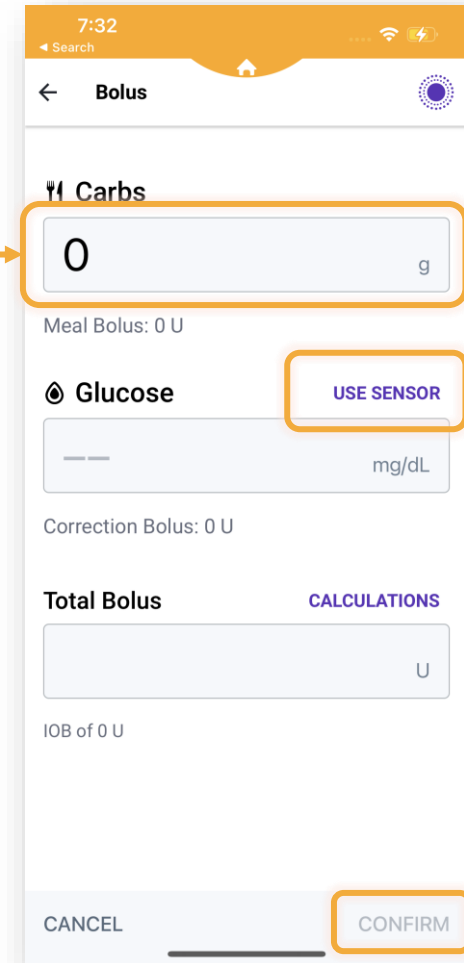 7:32
◀ Search
Bolus
Carbs
0 g
Meal Bolus: 0 U
Glucose USE SENSOR
-- mg/dL
Correction Bolus: 0 U
Total Bolus CALCULATIONS
U
IOB of 0 U
CANCEL CONFIRM